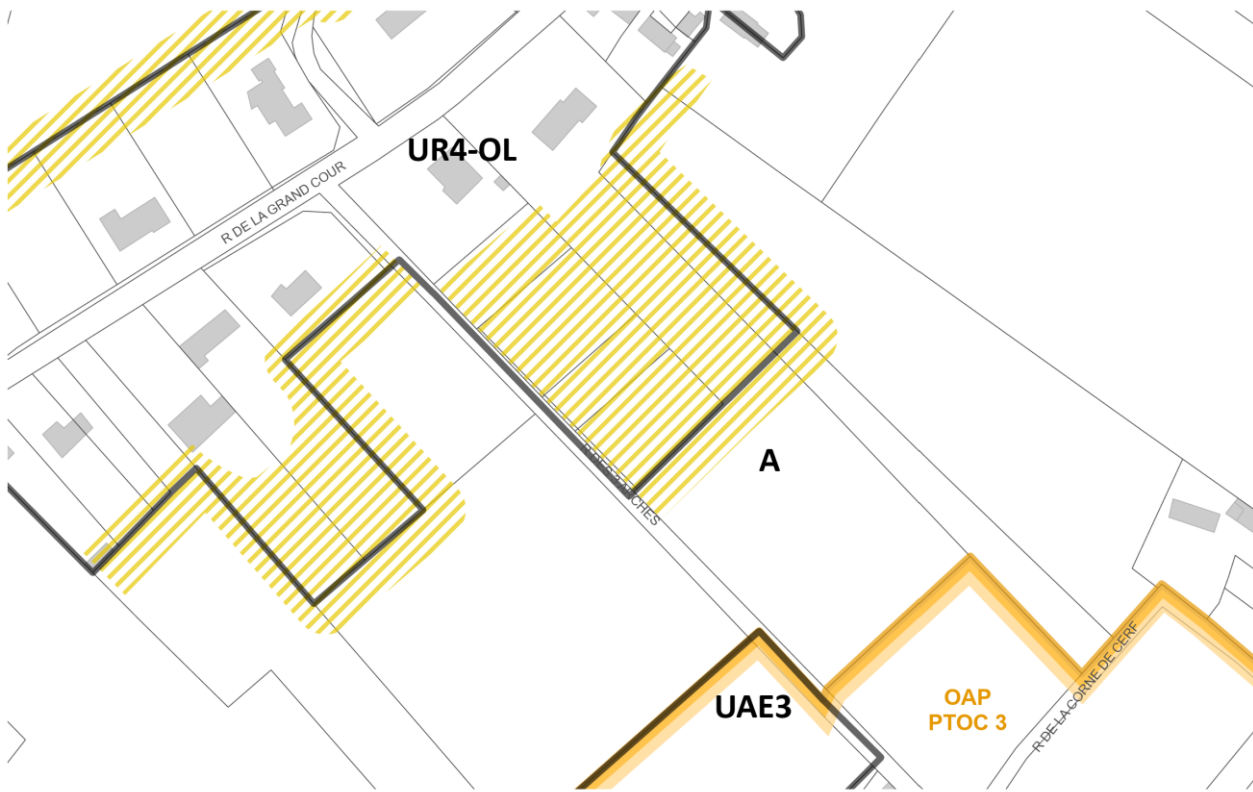 UR4-OL
R DE LA GRAND COUR
A
UAE3
OAP
PTOC 3
R DE LA CORNE DE CERF